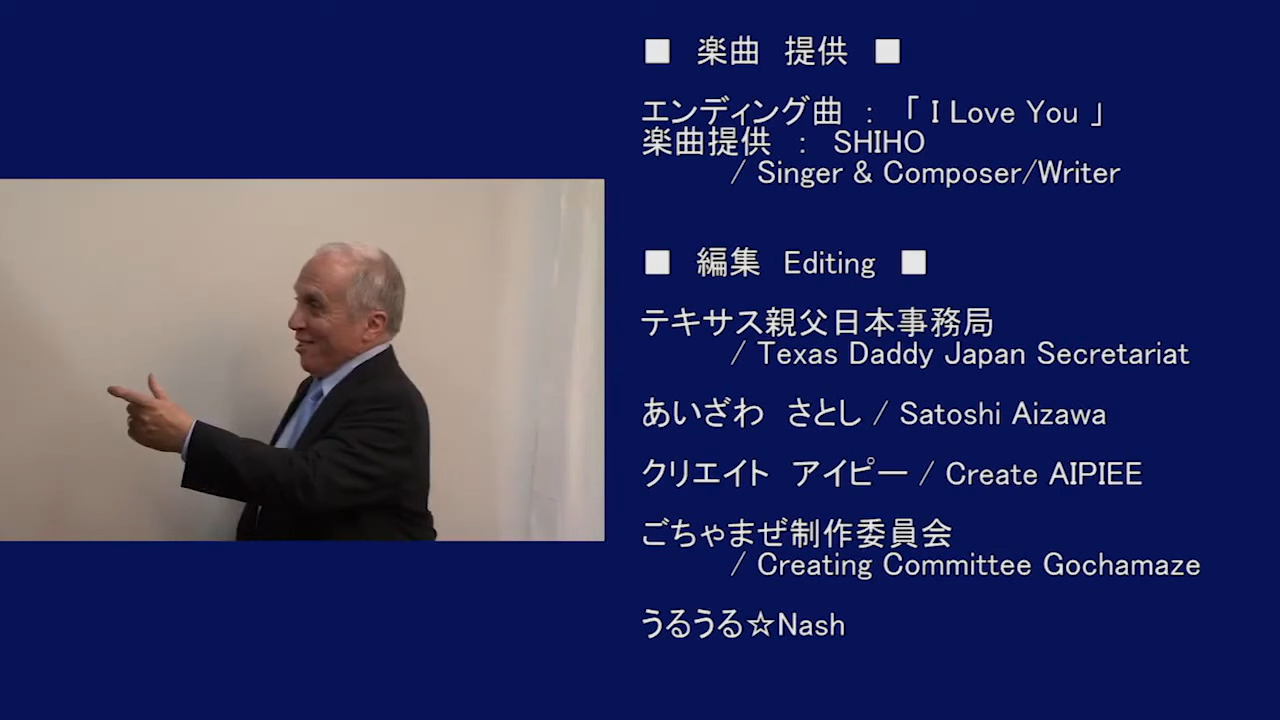 ■ 楽曲 提供 ■
エンディング曲 : 「 I Love You 」
楽曲提供 : SHIHO
/ Singer & Composer/Writer
■ 編集 Editing ■
テキサス親父日本事務局
/ Texas Daddy Japan Secretariat
あいざわ さとし / Satoshi Aizawa
クリエイト アイピー / Create AIPIEE
ごちゃまぜ制作委員会
/ Creating Committee Gochamaze
うるうる☆Nash